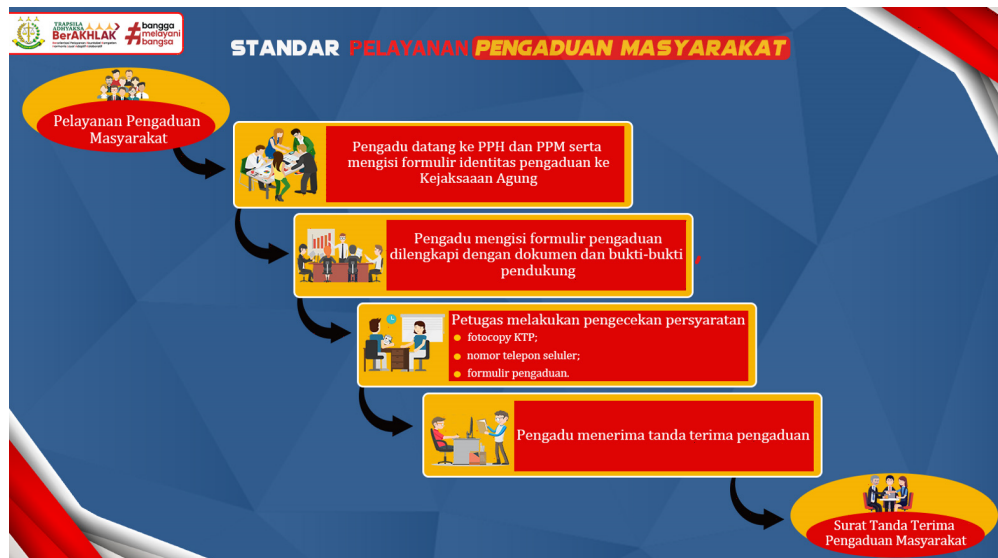 TRAPSILA
ADHYAKSA
BerAKHLAK
#bangga
melayani
bangsa
STANDAR PELAYANAN PENGADUAN MASYARAKAT
Pelayanan Pengaduan
Masyarakat
Pengadu datang ke PPH dan PPM serta
mengisi formulir identitas pengaduan ke
Kejaksaaan Agung
Pengadu mengisi formulir pengaduan
dilengkapi dengan dokumen dan bukti-bukti
pendukung
Petugas melakukan pengecekan persyaratan
fotocopy KTP;
nomor telepon seluler;
formulir pengaduan.
Pengadu menerima tanda terima pengaduan
Surat Tanda Terima
Pengaduan Masyarakat